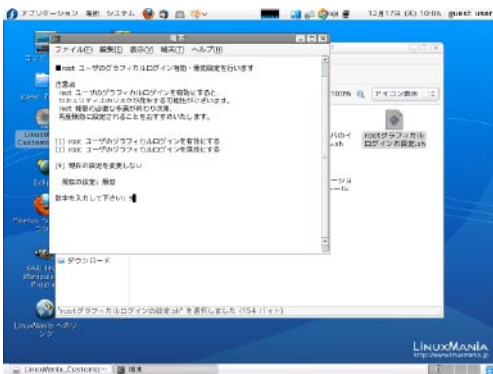 アプリケーション 場所 システム
12月17日 (水) 10:06 guest user
端末
ファイル(F) 編集(E) 表示(V) 端末(T) ヘルプ(H)
■root ユーザのグラフィカルログイン有効・無効設定を行います
注意点
root ユーザのグラフィカルログインを有効にすると、
セキュリティ上のリスクが発生する可能性がございます。
root 権限の必要な作業が終わり次第、
再度無効に設定されることをおすすめいたします。
root ユーザのグラフィカルログインを有効にする
root ユーザのグラフィカルログインを無効にする
現在の設定を変更しない
現在の設定: 無効
数字を入力して下さい:
100%
アイコン表示
rootグラフィカル
ログインの設定.sh
ダウンロード
"rootグラフィカルログインの設定.sh" を選択しました (154 バイト)
LinuxMania
http://www.linuxmania.jp
LinuxMania_Customiz
端末